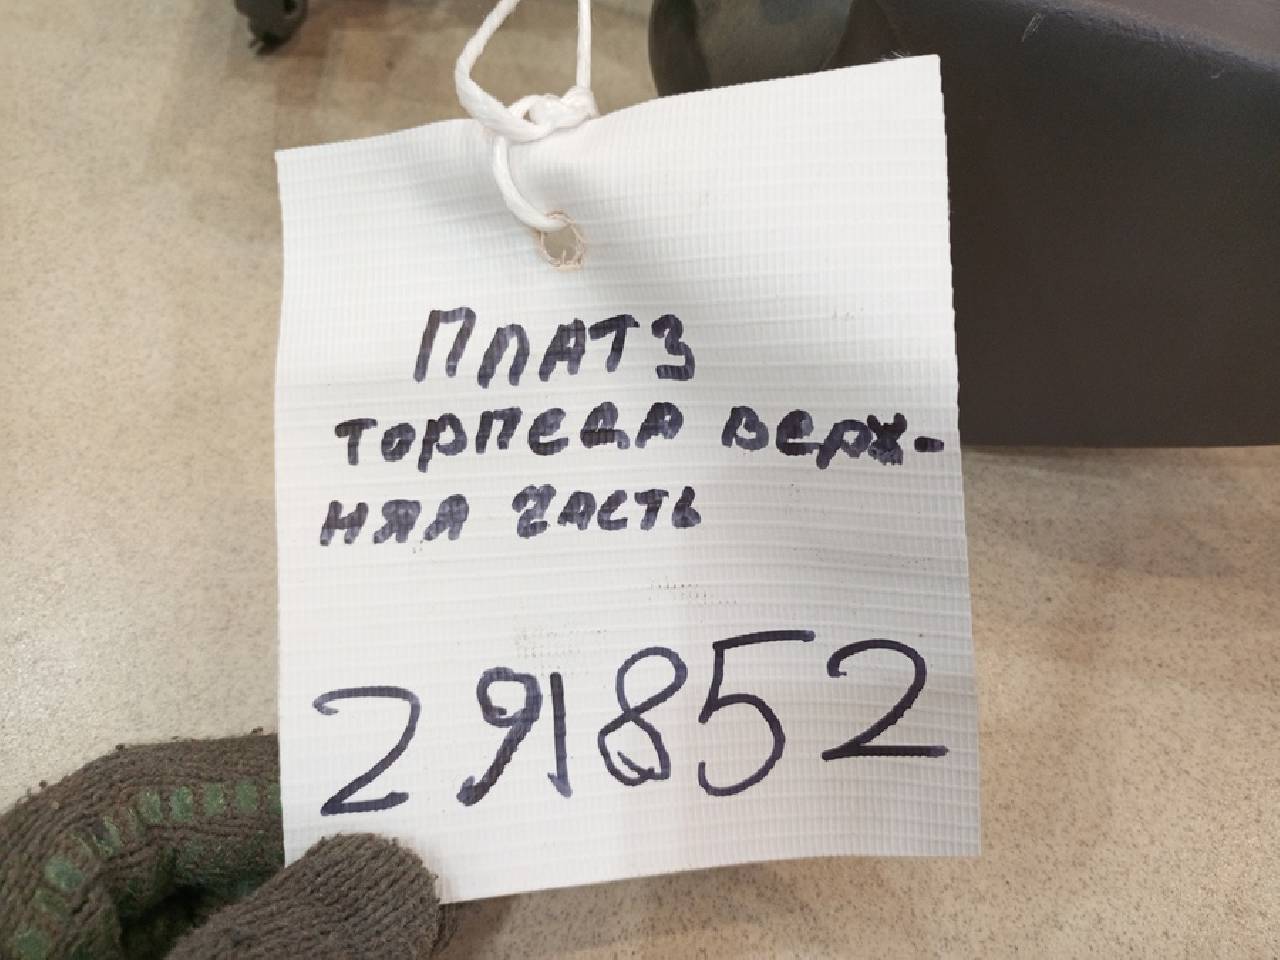 ПЛАТЗ
ТОРПЕДА ВЕРХ-
НЯЯ ЧАСТЬ
291852